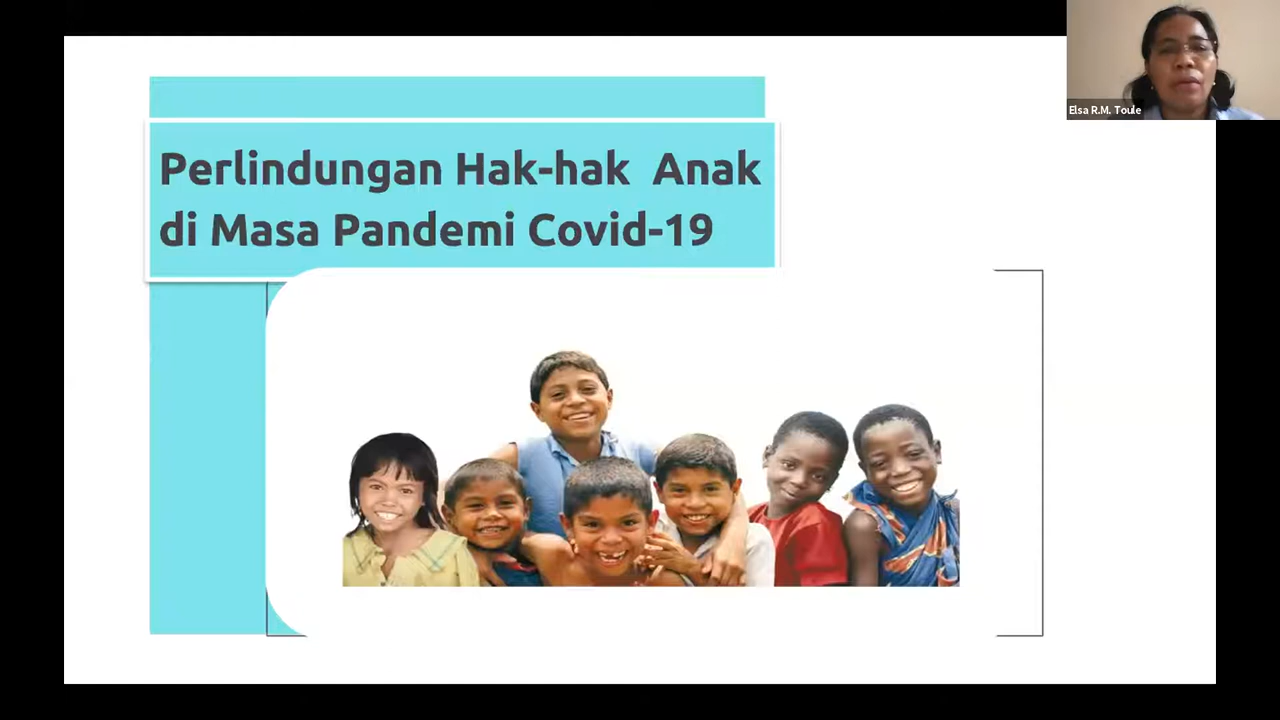 Perlindungan Hak-hak Anak
di Masa Pandemi Covid-19
Elsa R.M. Toule